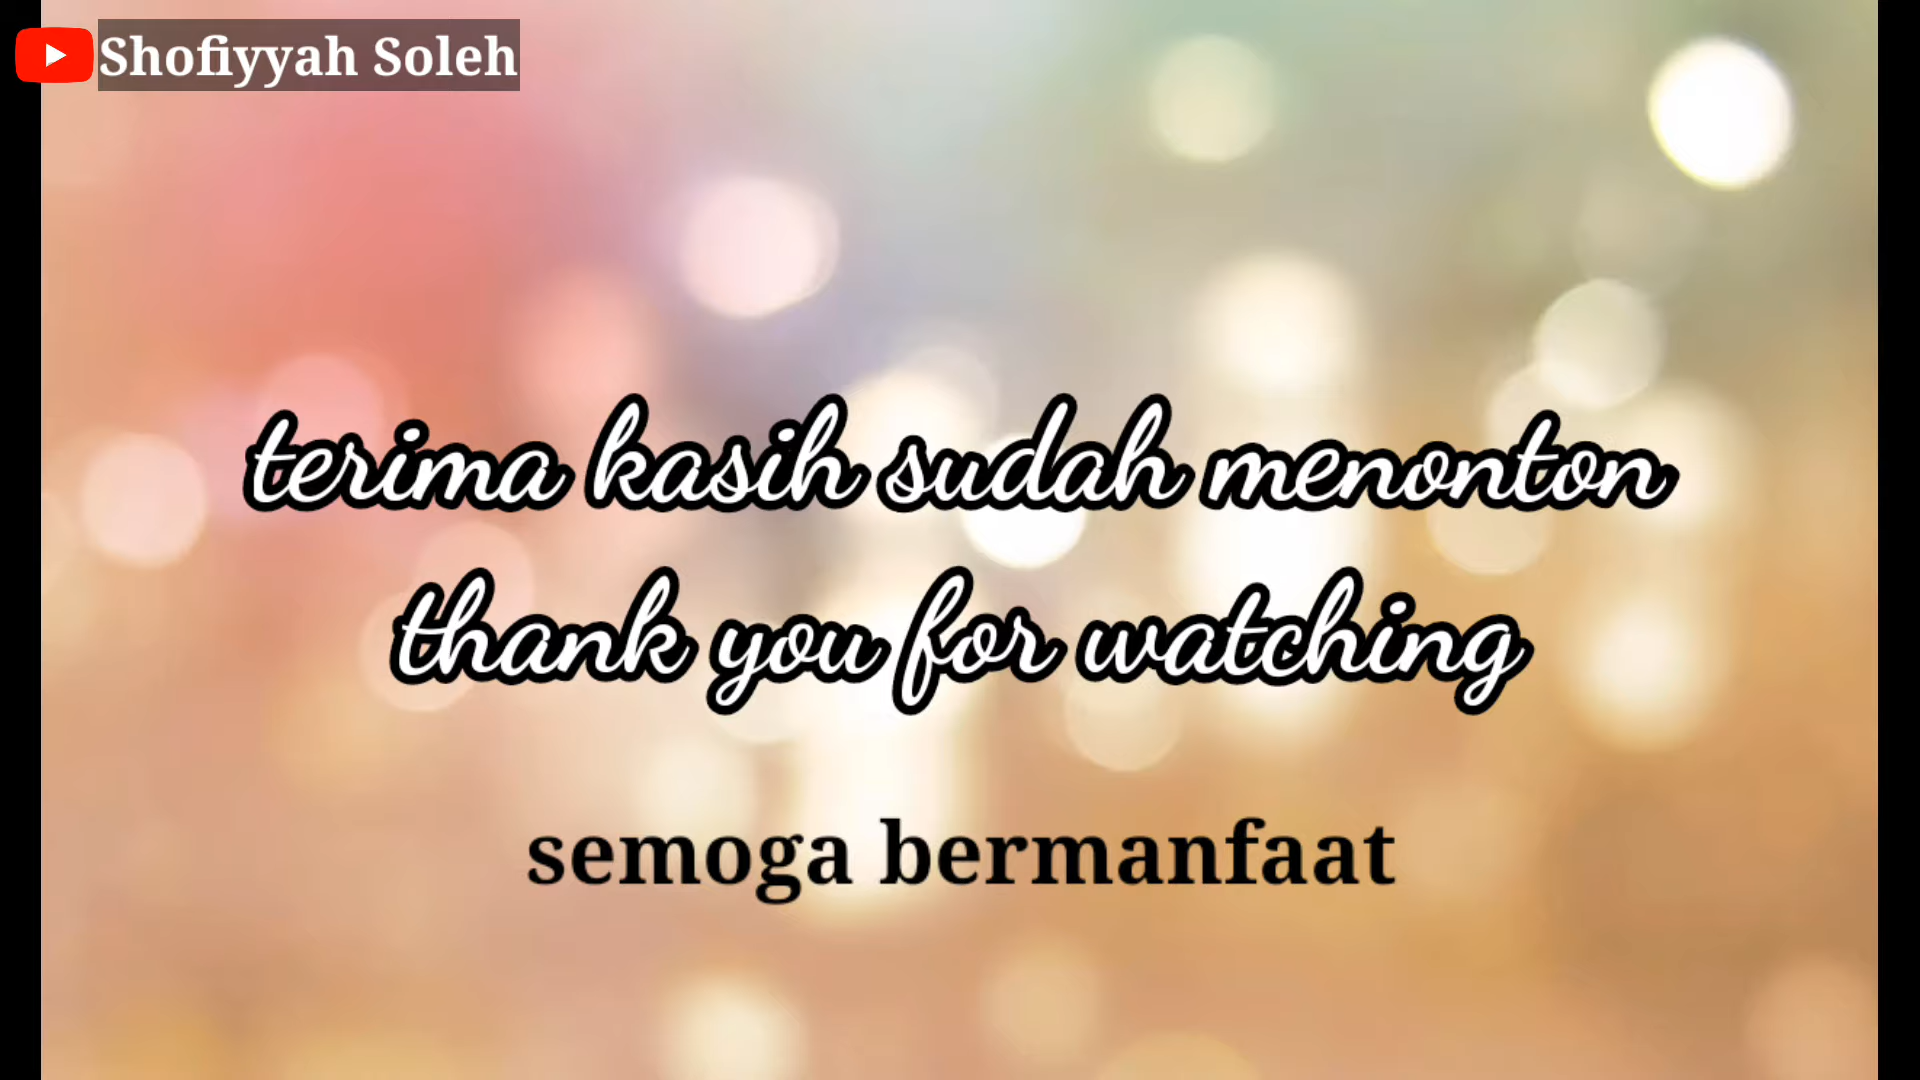 Shofiyyah Soleh
terima kasih sudah menonton
thank you for watching
semoga bermanfaat